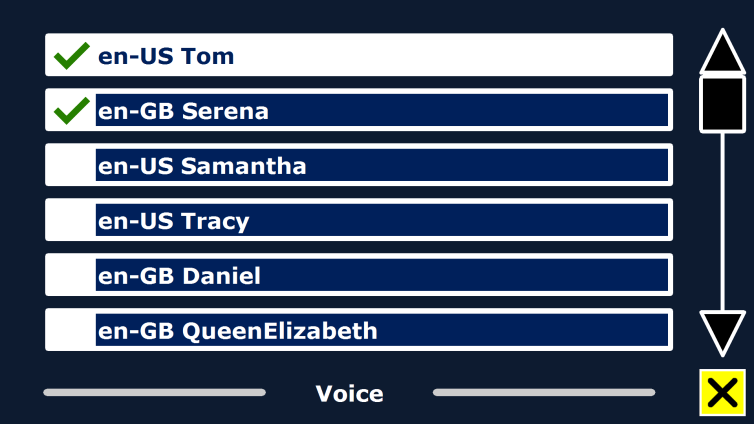 en-US Tom
en-GB Serena
en-US Samantha
en-US Tracy
en-GB Daniel
en-GB QueenElizabeth
Voice